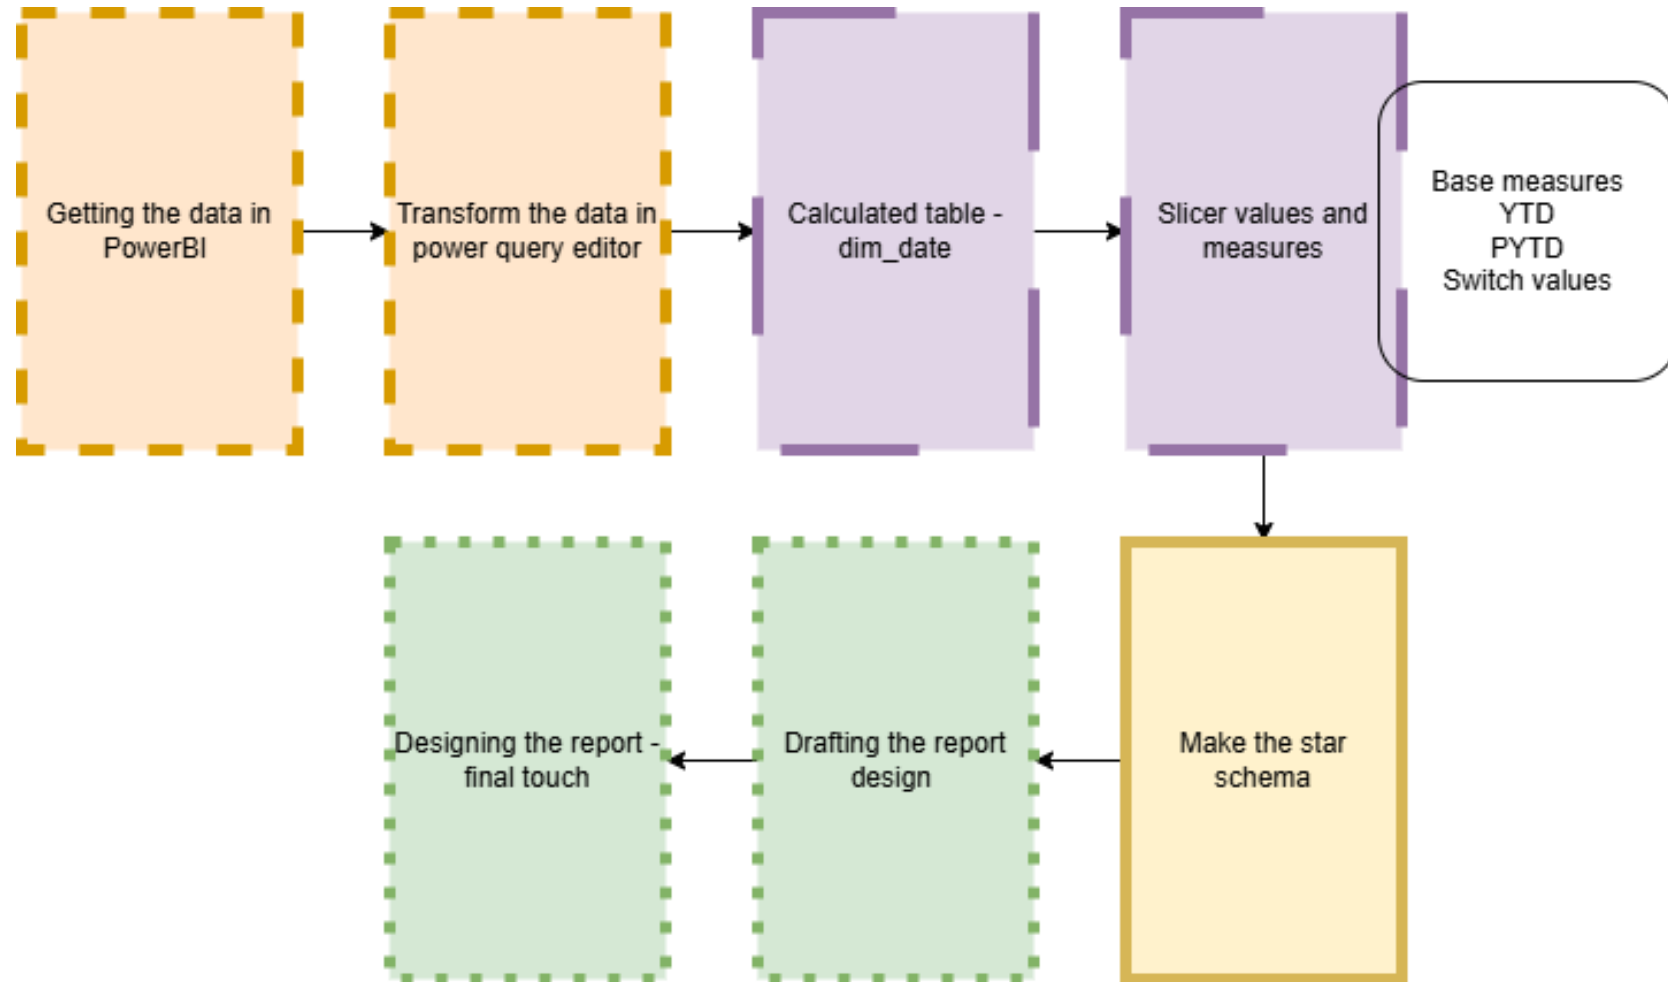 Getting the data in
PowerBI
Transform the data in
power query editor
Calculated table -
dim_date
Slicer values and
measures
Base measures
YTD
PYTD
Switch values
Make the star
schema
Drafting the report
design
Designing the report -
final touch